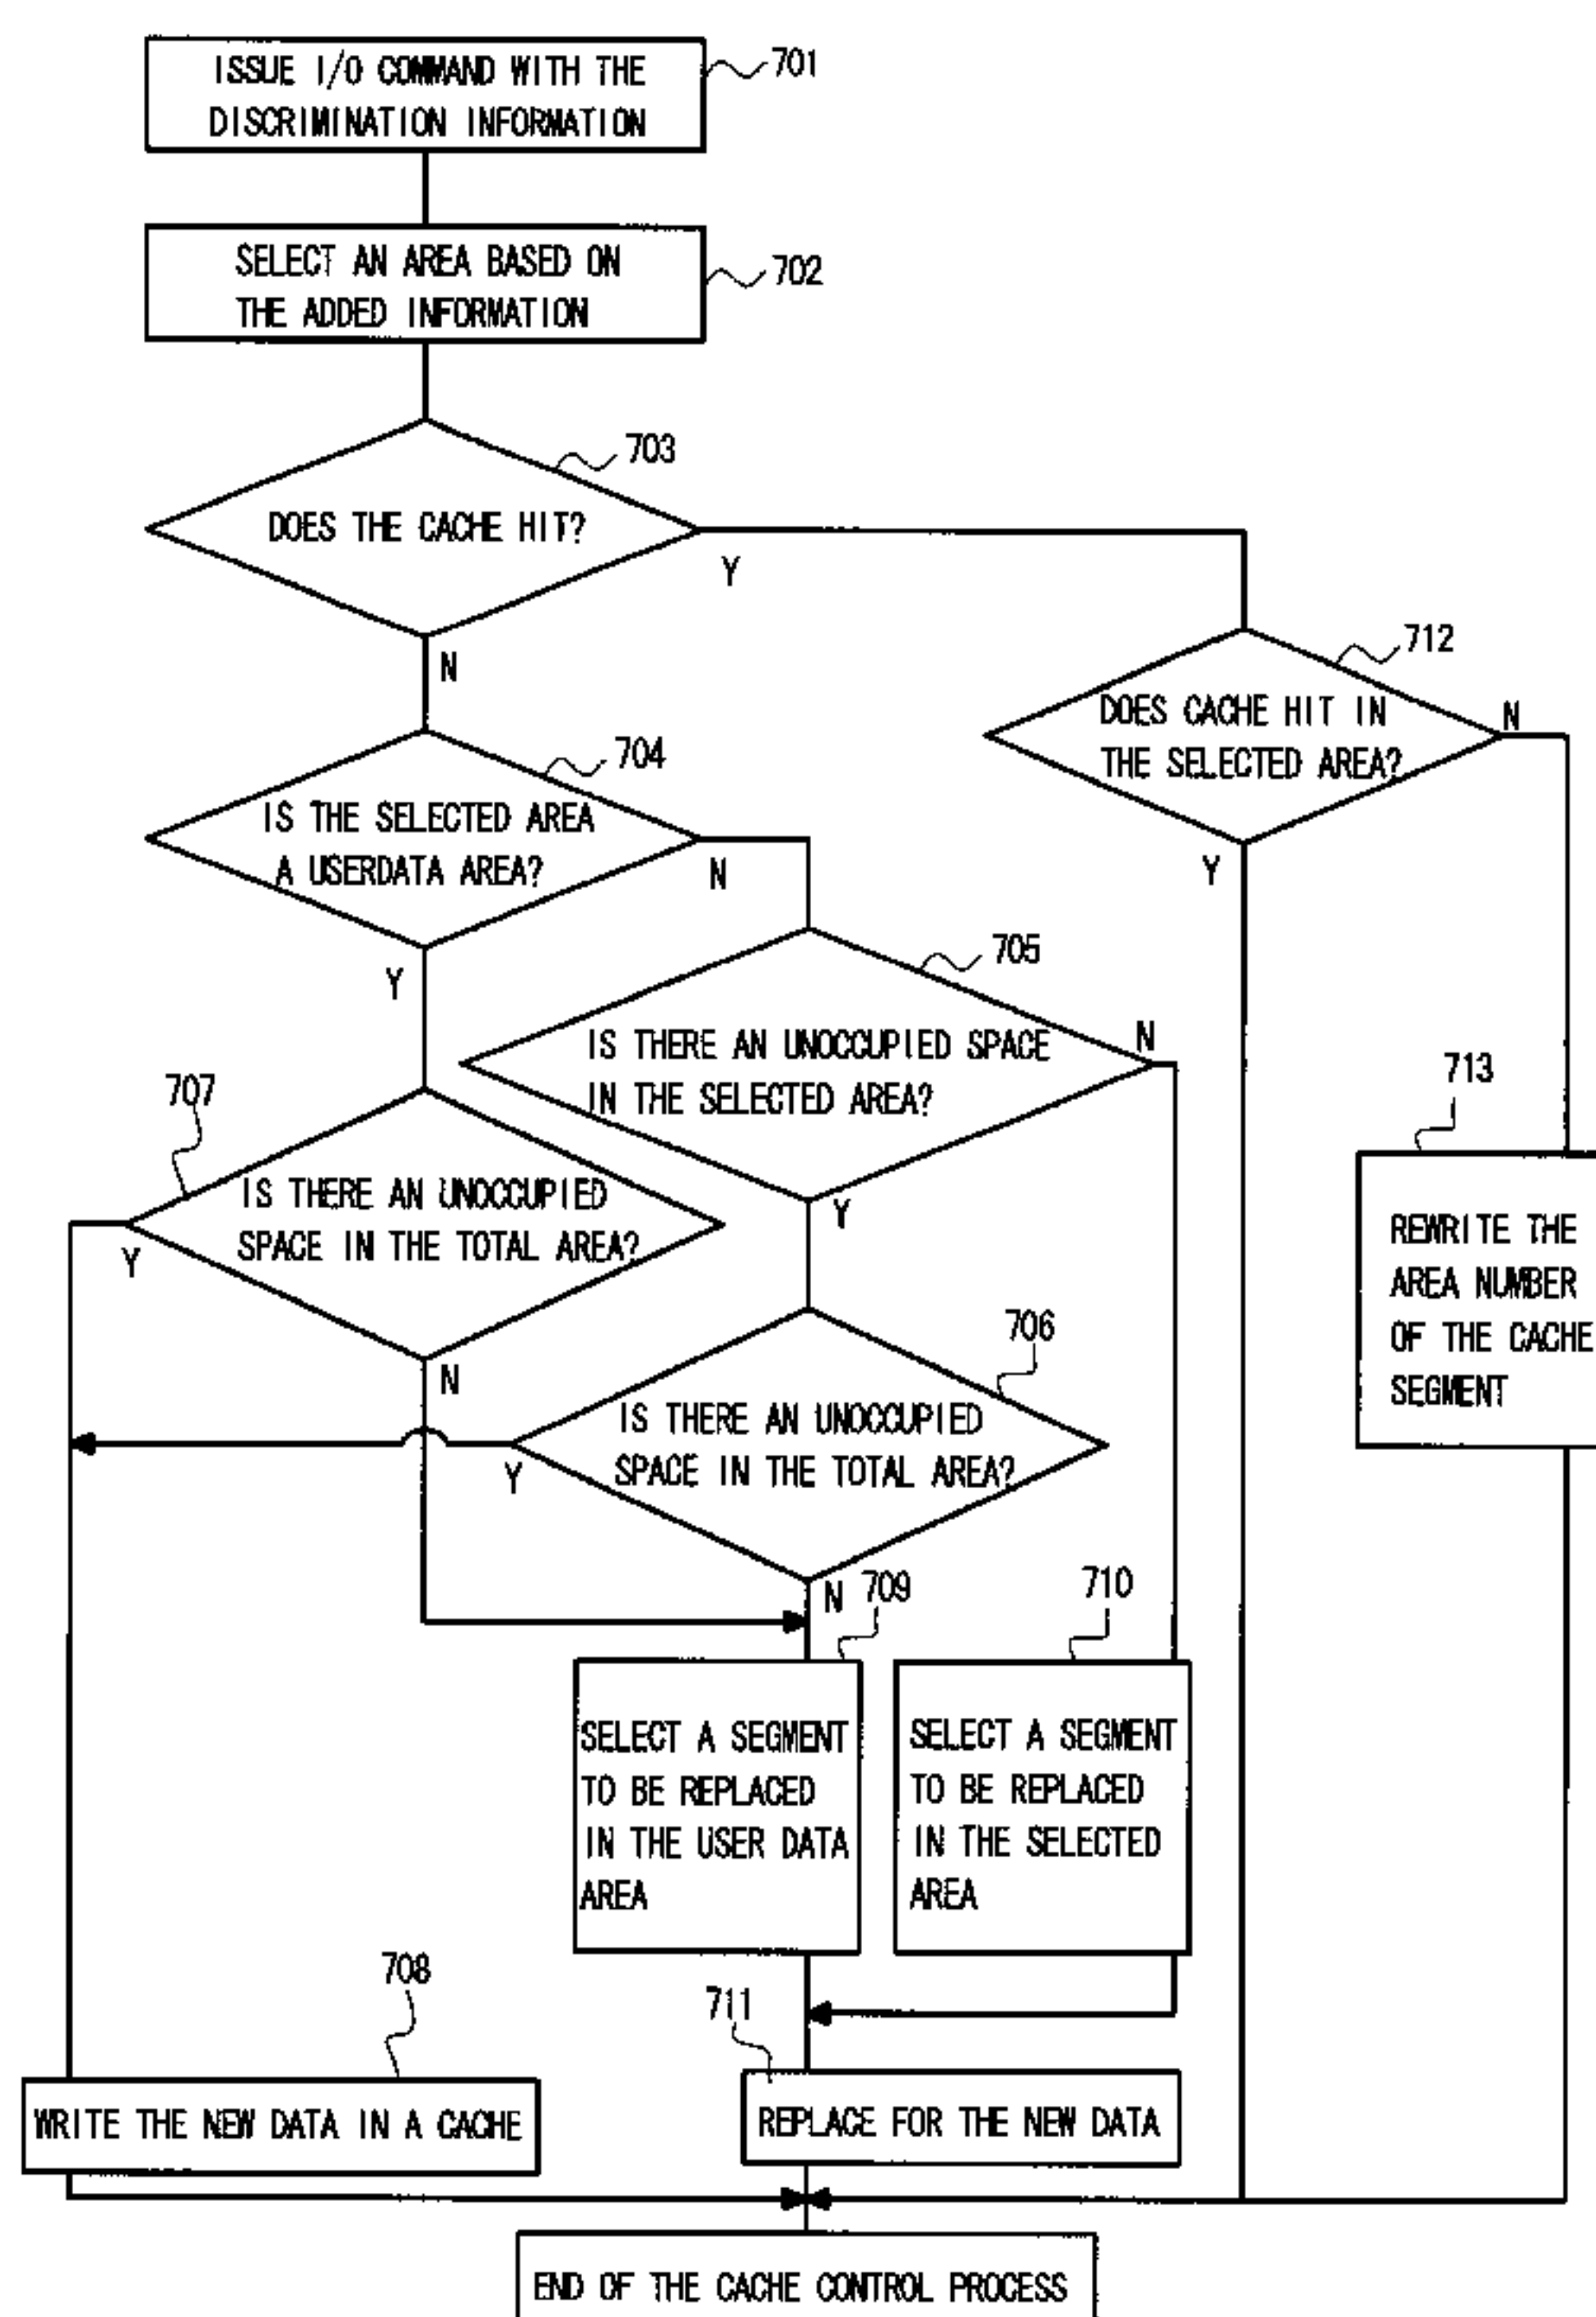 ISSUE I/O COMMAND WITH THE
DISCRIMINATION INFORMATION
701
SELECT AN AREA BASED ON
THE ADDED INFORMATION
702
703
DOES THE CACHE HIT?
Y
N
712
DOES CACHE HIT IN
THE SELECTED AREA?
N
Y
704
IS THE SELECTED AREA
A USERDATA AREA?
N
Y
705
IS THERE AN UNOCCUPIED SPACE
IN THE SELECTED AREA?
N
Y
707
IS THERE AN UNOCCUPIED
SPACE IN THE TOTAL AREA?
Y
N
713
REWRITE THE
AREA NUMBER
OF THE CACHE
SEGMENT
706
IS THERE AN UNOCCUPIED
SPACE IN THE TOTAL AREA?
Y
N
709
SELECT A SEGMENT
TO BE REPLACED
IN THE USER DATA
AREA
710
SELECT A SEGMENT
TO BE REPLACED
IN THE SELECTED
AREA
708
WRITE THE NEW DATA IN A CACHE
711
REPLACE FOR THE NEW DATA
END OF THE CACHE CONTROL PROCESS